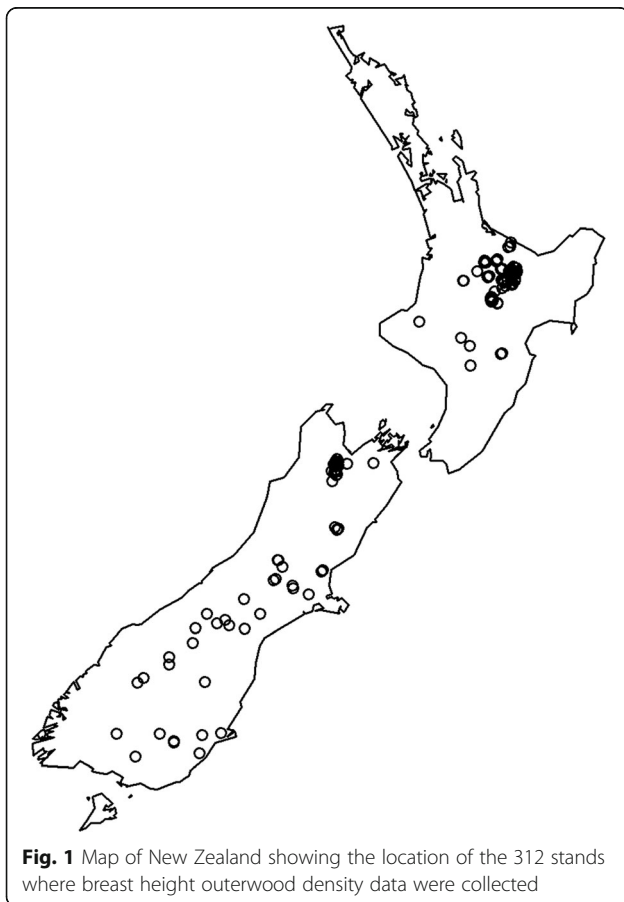 Fig. 1 Map of New Zealand showing the location of the 312 stands
where breast height outerwood density data were collected